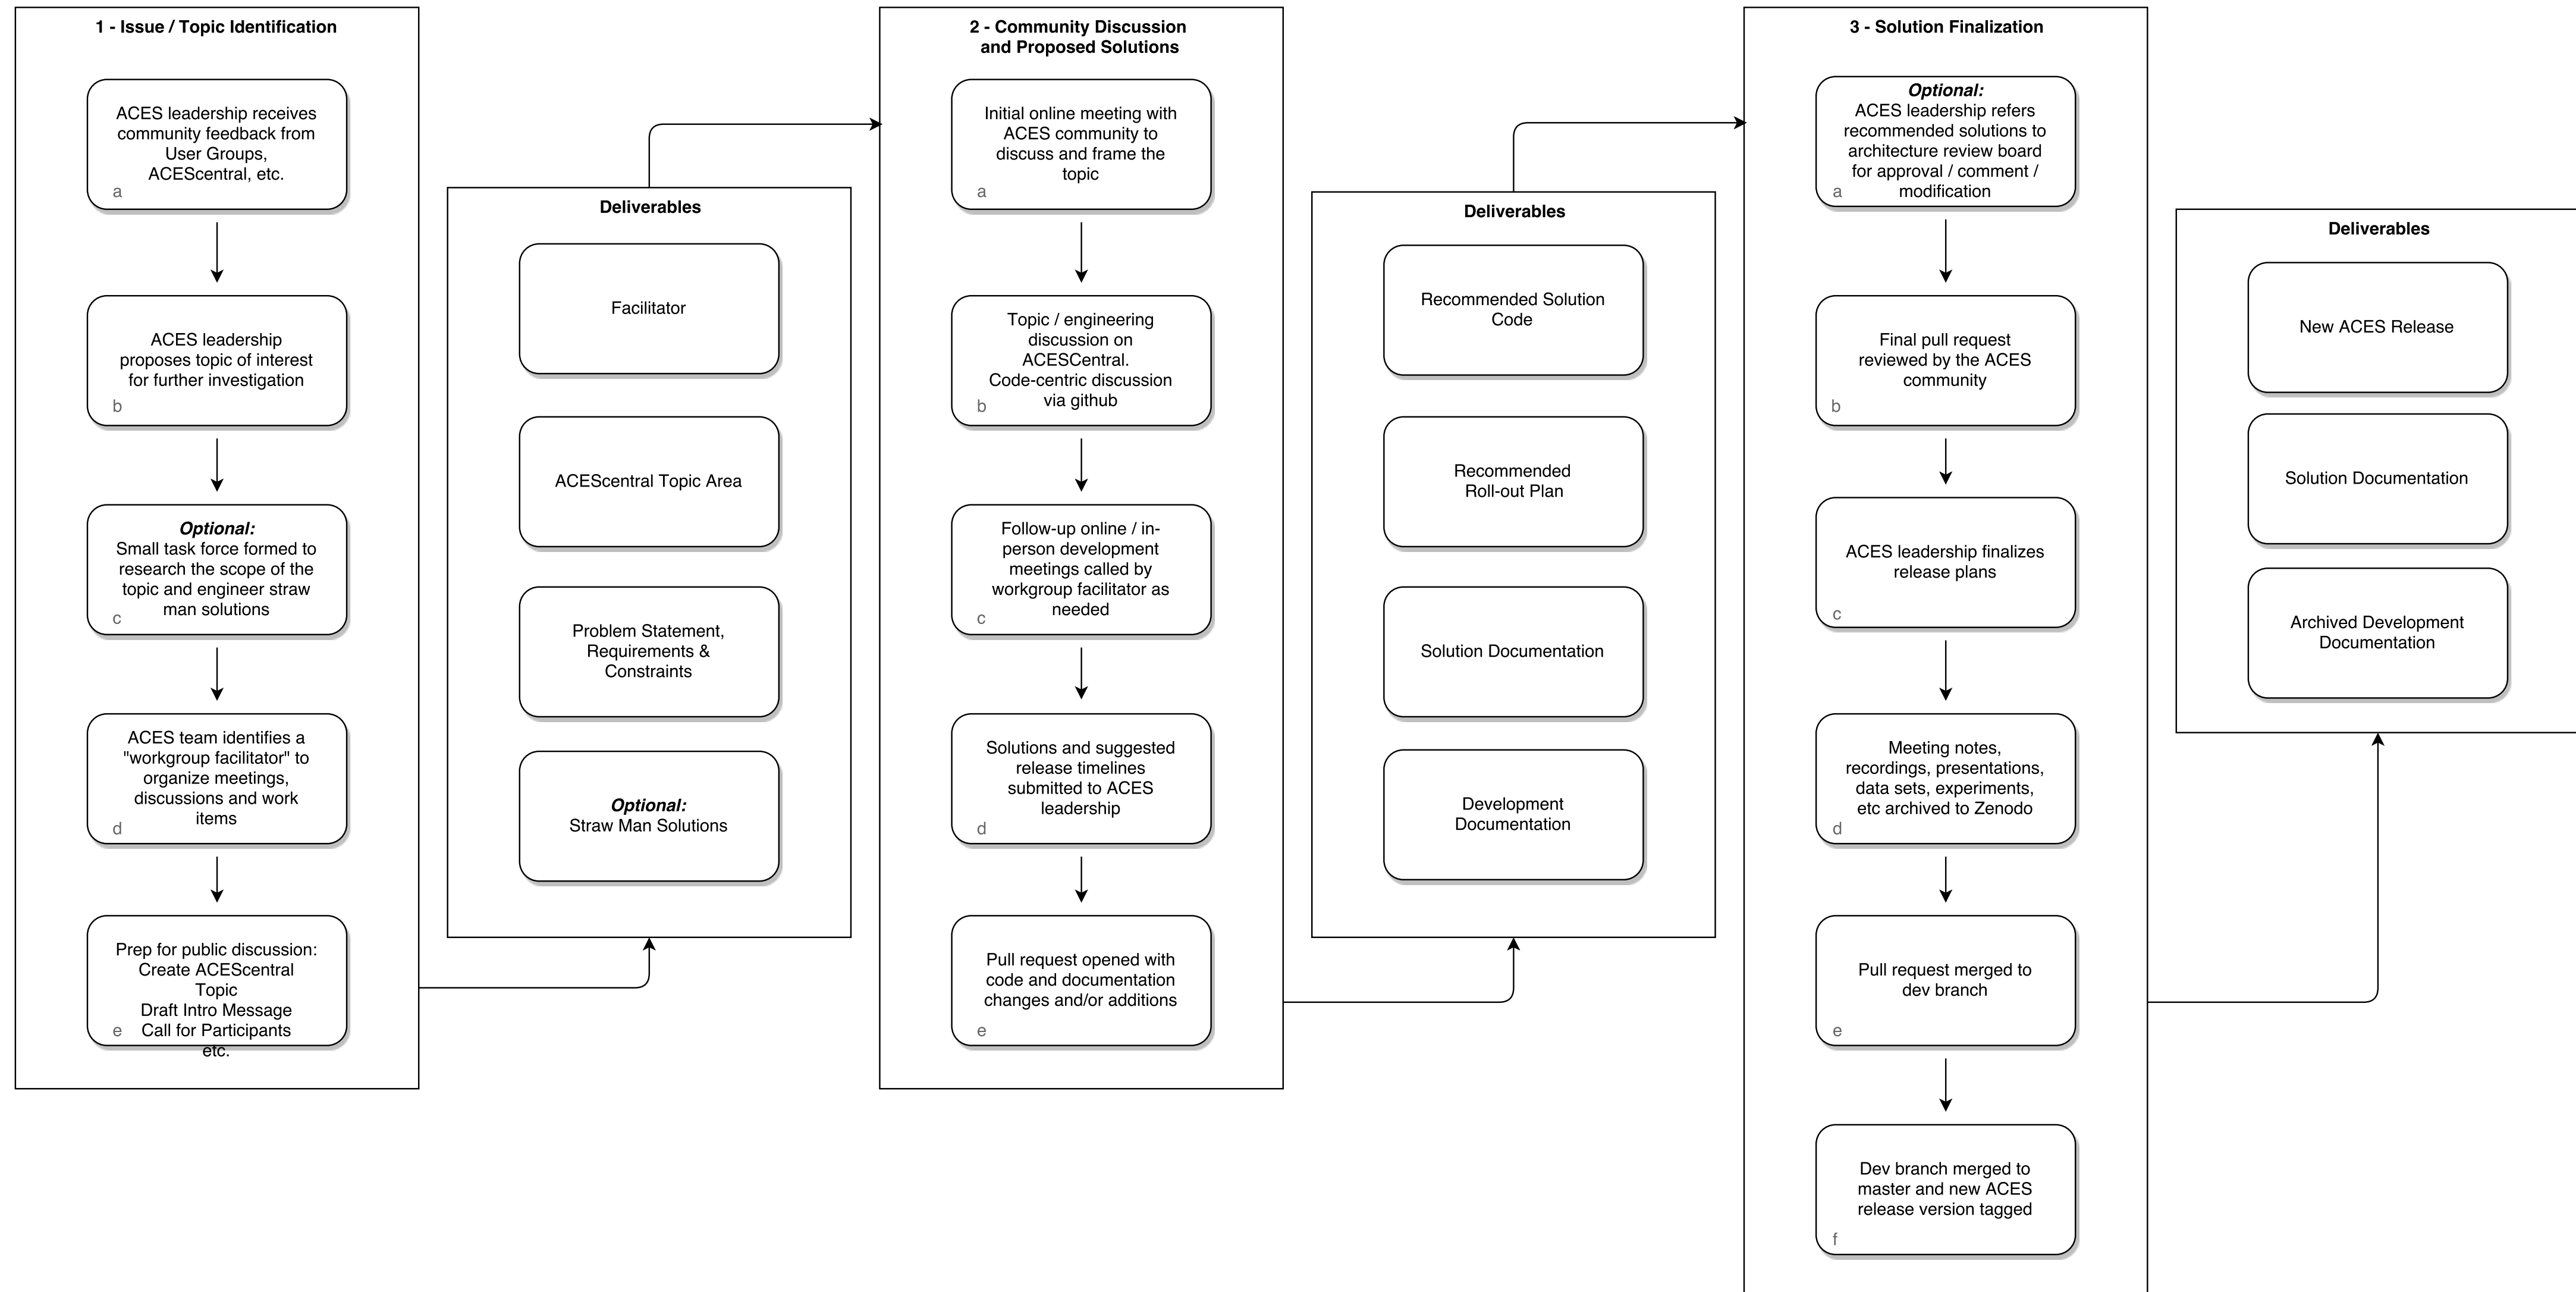 1 - Issue / Topic Identification
ACES leadership receives
community feedback from
User Groups,
ACEScentral, etc.
a
ACES leadership
proposes topic of interest
for further investigation
b
Optional:
Small task force formed to
research the scope of the
topic and engineer straw
man solutions
c
ACES team identifies a
"workgroup facilitator" to
organize meetings,
discussions and work
items
d
Prep for public discussion:
Create ACEScentral
Topic
Draft Intro Message
Call for Participants
etc.
e
Deliverables
Facilitator
ACEScentral Topic Area
Problem Statement,
Requirements &
Constraints
Optional:
Straw Man Solutions
2 - Community Discussion
and Proposed Solutions
Initial online meeting with
ACES community to
discuss and frame the
topic
a
Topic / engineering
discussion on
ACESCentral.
Code-centric discussion
via github
b
Follow-up online / in-
person development
meetings called by
workgroup facilitator as
needed
c
Solutions and suggested
release timelines
submitted to ACES
leadership
d
Pull request opened with
code and documentation
changes and/or additions
e
Deliverables
Recommended Solution
Code
Recommended
Roll-out Plan
Solution Documentation
Development
Documentation
3 - Solution Finalization
Optional:
ACES leadership refers
recommended solutions to
architecture review board
for approval / comment /
modification
a
Final pull request
reviewed by the ACES
community
b
ACES leadership finalizes
release plans
c
Meeting notes,
recordings, presentations,
data sets, experiments,
etc archived to Zenodo
d
Pull request merged to
dev branch
e
Dev branch merged to
master and new ACES
release version tagged
f
Deliverables
New ACES Release
Solution Documentation
Archived Development
Documentation